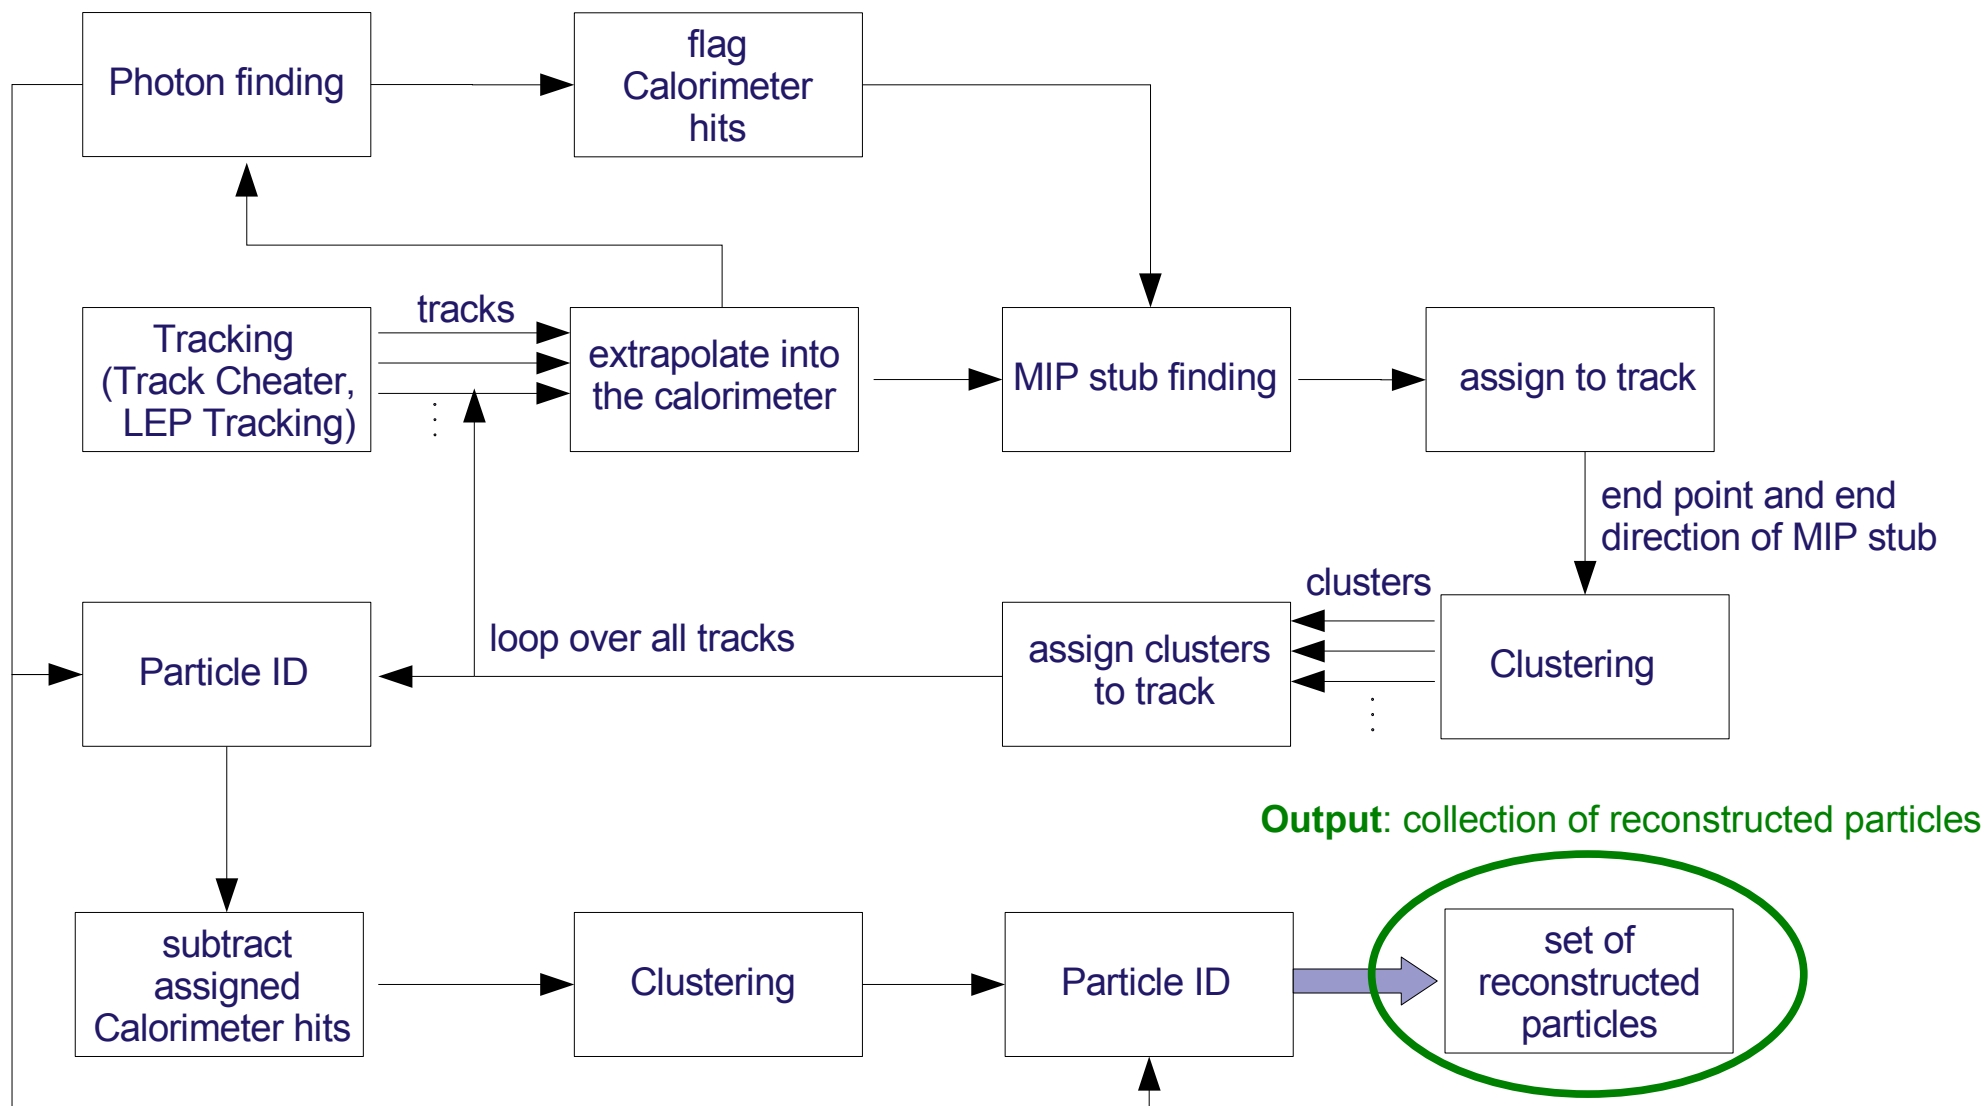 Photon finding
flag
Calorimeter
hits
tracks
Tracking
(Track Cheater,
LEP Tracking)
extrapolate into
the calorimeter
MIP stub finding
assign to track
end point and end
direction of MIP stub
clusters
Particle ID
loop over all tracks
assign clusters
to track
Clustering
Output: collection of reconstructed particles
subtract
assigned
Calorimeter hits
Clustering
Particle ID
set of
reconstructed
particles